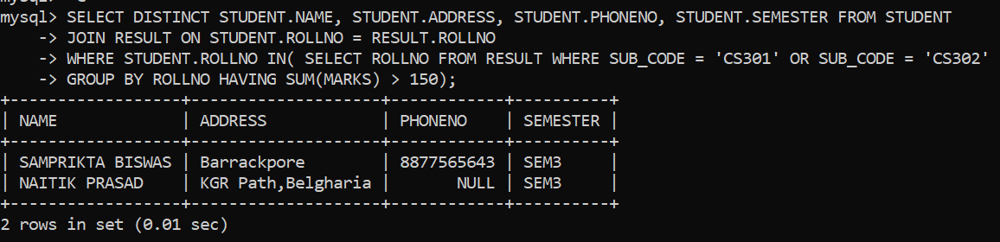 mysql> SELECT DISTINCT STUDENT.NAME, STUDENT.ADDRESS, STUDENT.PHONENO, STUDENT.SEMESTER FROM STUDENT
    -> JOIN RESULT ON STUDENT.ROLLNO = RESULT.ROLLNO
    -> WHERE STUDENT.ROLLNO IN( SELECT ROLLNO FROM RESULT WHERE SUB_CODE = 'CS301' OR SUB_CODE = 'CS302'
    -> GROUP BY ROLLNO HAVING SUM(MARKS) > 150);
+------------------+--------------------+------------+----------+
| NAME             | ADDRESS            | PHONENO    | SEMESTER |
+------------------+--------------------+------------+----------+
| SAMPRIKTA BISWAS | Barrackpore        | 8877565643 | SEM3     |
| NAITIK PRASAD    | KGR Path,Belgharia |       NULL | SEM3     |
+------------------+--------------------+------------+----------+
2 rows in set (0.01 sec)